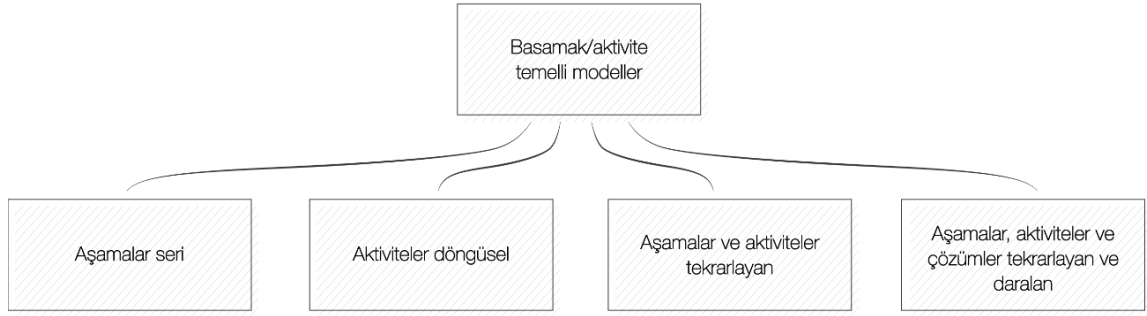 Basamak/aktivite
temelli modeller
Aşamalar seri
Aktiviteler döngüsel
Aşamalar ve aktiviteler
tekrarlayan
Aşamalar, aktiviteler ve
çözümler tekrarlayan ve
daralan